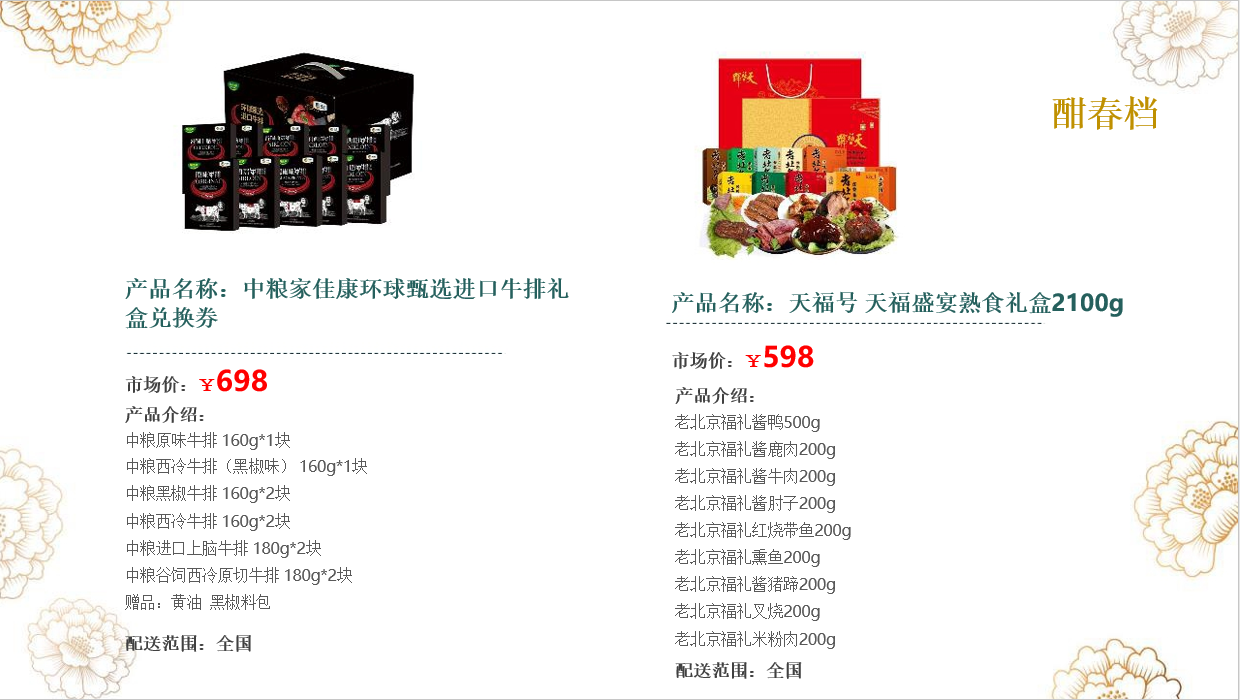 酣春档
产品名称：中粮家佳康环球甄选进口牛排礼
盒兑换券
市场价：￥698
产品介绍：
中粮原味牛排 160g*1块
中粮西冷牛排（黑椒味） 160g*1块
中粮黑椒牛排 160g*2块
中粮西冷牛排 160g*2块
中粮进口上脑牛排 180g*2块
中粮谷饲西冷原切牛排 180g*2块
赠品：黄油 黑椒料包
配送范围：全国
产品名称：天福号 天福盛宴熟食礼盒2100g
市场价：￥598
产品介绍：
老北京福礼酱鸭500g
老北京福礼酱鹿肉200g
老北京福礼酱牛肉200g
老北京福礼酱肘子200g
老北京福礼红烧带鱼200g
老北京福礼熏鱼200g
老北京福礼酱猪蹄200g
老北京福礼叉烧200g
老北京福礼米粉肉200g
配送范围：全国